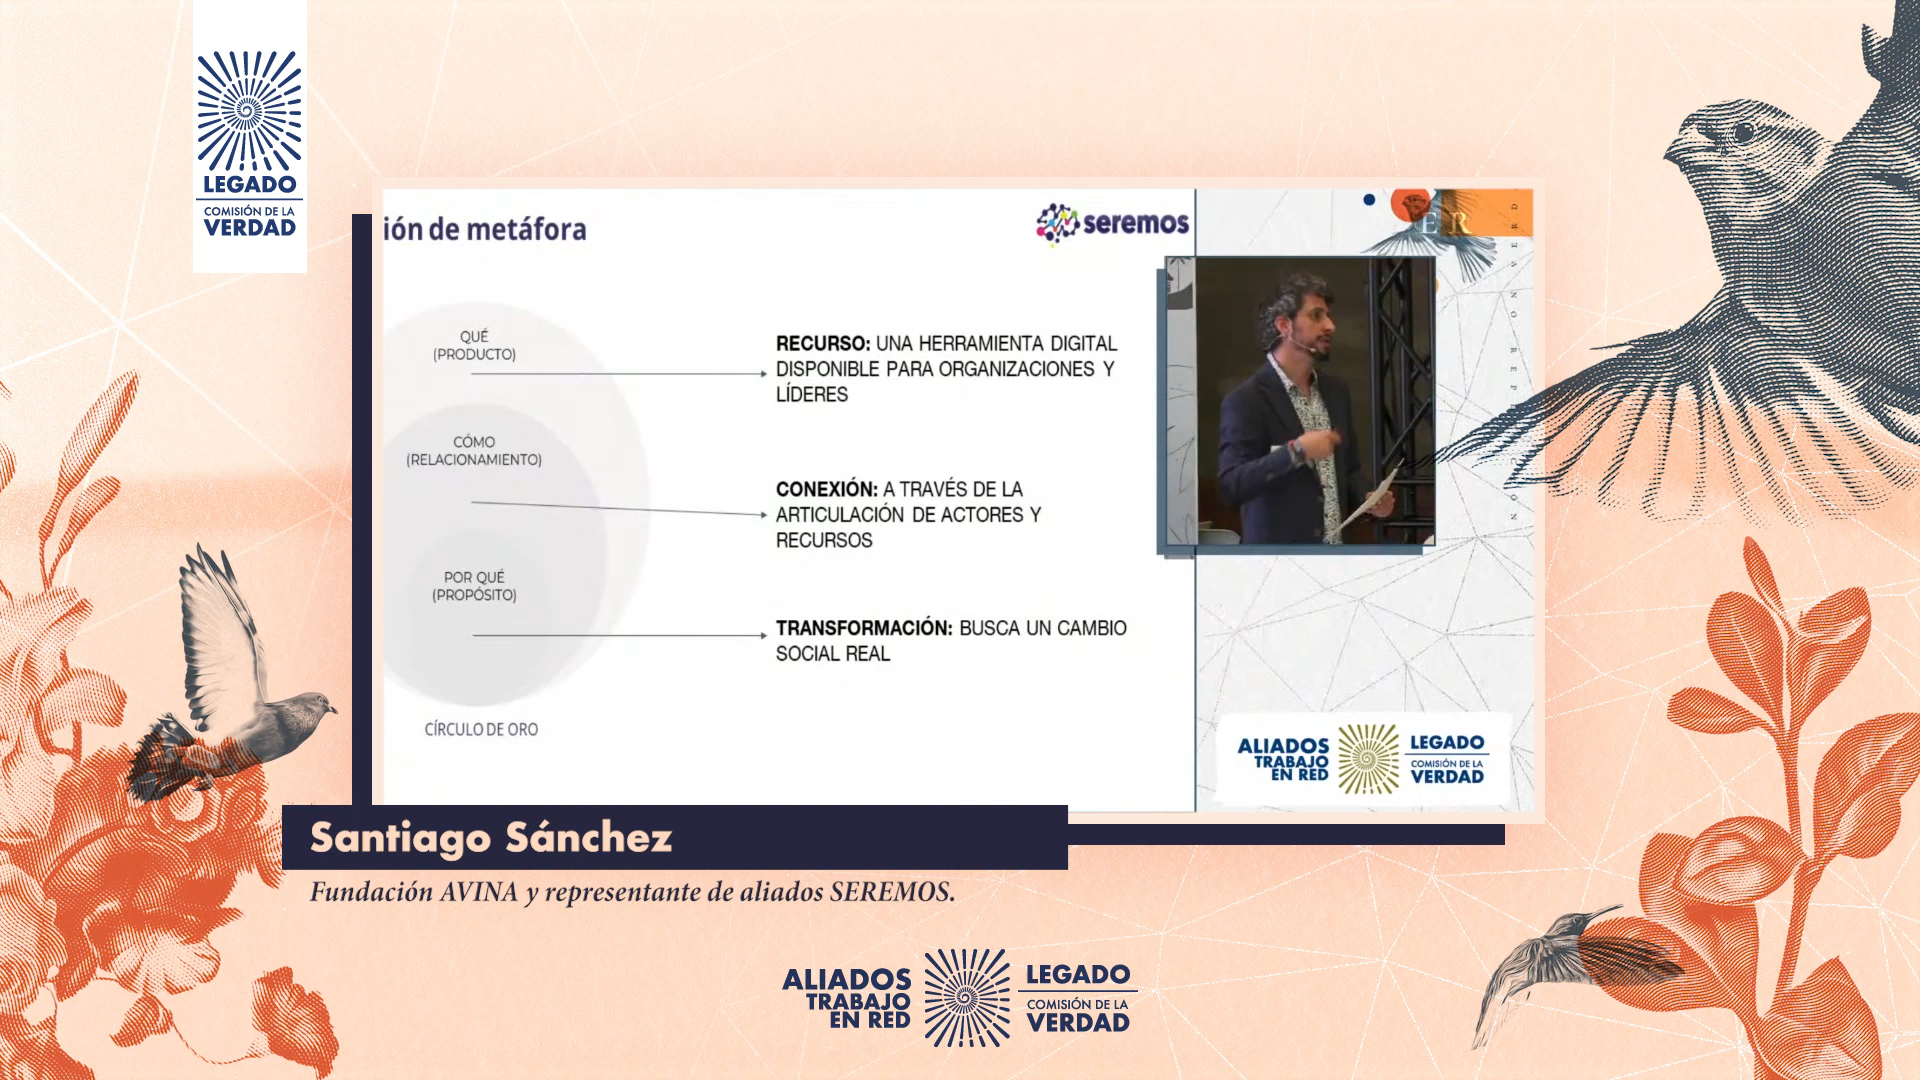 LEGADO
COMISIÓN DE LA
VERDAD
ión de metáfora
seremos
QUÉ
(PRODUCTO)
RECURSO: UNA HERRAMIENTA DIGITAL
DISPONIBLE PARA ORGANIZACIONES Y
LÍDERES
CÓMO
(RELACIONAMIENTO)
CONEXIÓN: A TRAVÉS DE LA
ARTICULACIÓN DE ACTORES Y
RECURSOS
POR QUÉ
(PROPÓSITO)
TRANSFORMACIÓN: BUSCA UN CAMBIO
SOCIAL REAL
CÍRCULO DE ORO
E R
ALIADOS
TRABAJO
EN RED
LEGADO
COMISIÓN DE LA
VERDAD
Santiago Sánchez
Fundación AVINA y representante de aliados SEREMOS.
ALIADOS
TRABAJO
EN RED
LEGADO
COMISIÓN DE LA
VERDAD